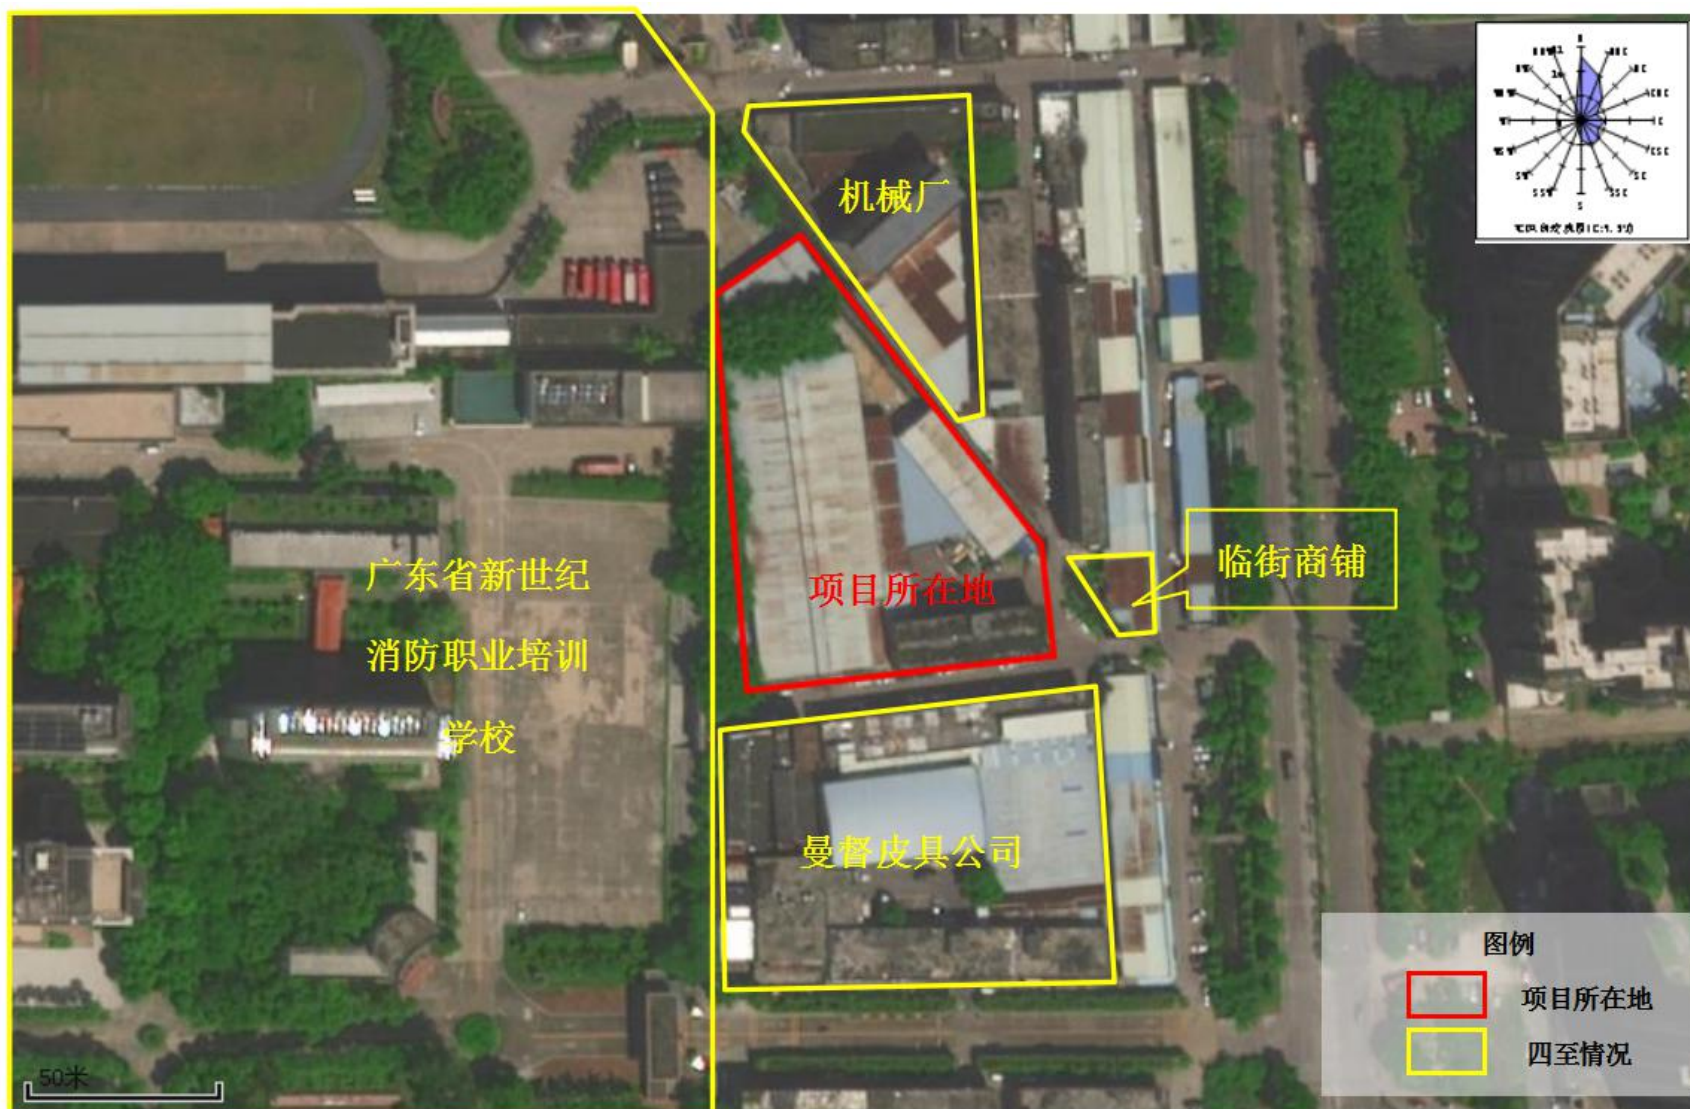 机械厂
项目所在地
临街商铺
广东省新世纪
消防职业培训
学校
曼督皮具公司
图例
项目所在地
四至情况
50米